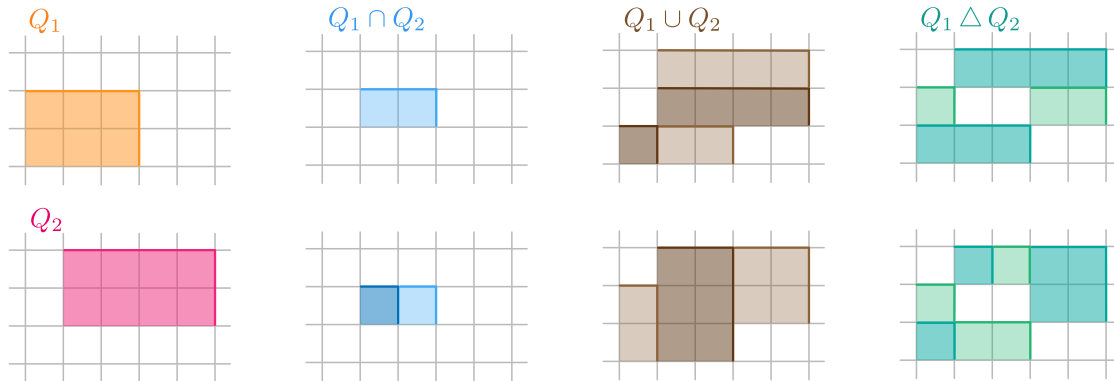 Q₁
Q₁ ∩ Q₂
Q₁ ∪ Q₂
Q₁ △ Q₂
Q₂